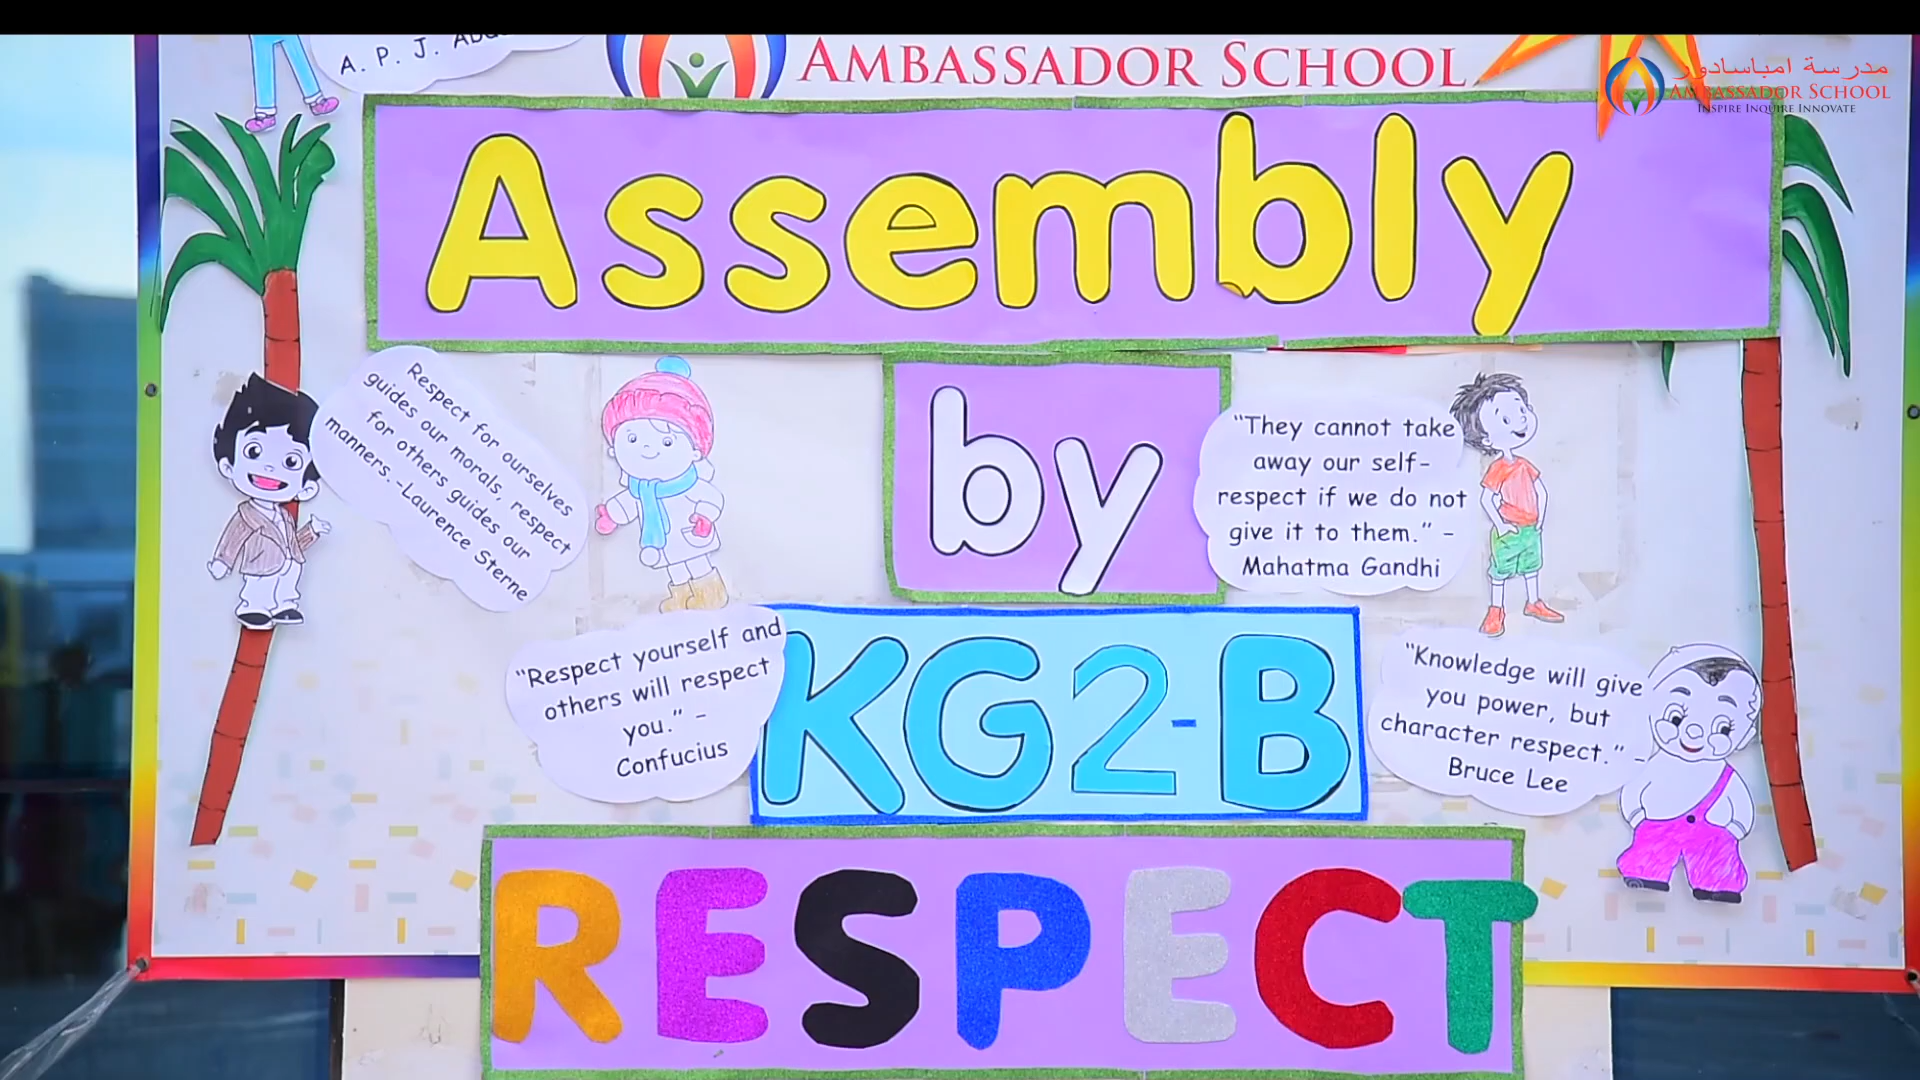 A. P. J.
AMBASSADOR SCHOOL
مدرسة امباسادور
AMBASSADOR SCHOOL
INSPIRE INQUIRE INNOVATE
Assembly
by
KG2-B
RESPECT
Respect for ourselves
guides our morals, respect
for others guides our
manners.-Laurence Sterne
"They cannot take
away our self-
respect if we do not
give it to them." -
Mahatma Gandhi
"Respect yourself and
others will respect
you." -
Confucius
"Knowledge will give
you power, but
character respect." -
Bruce Lee